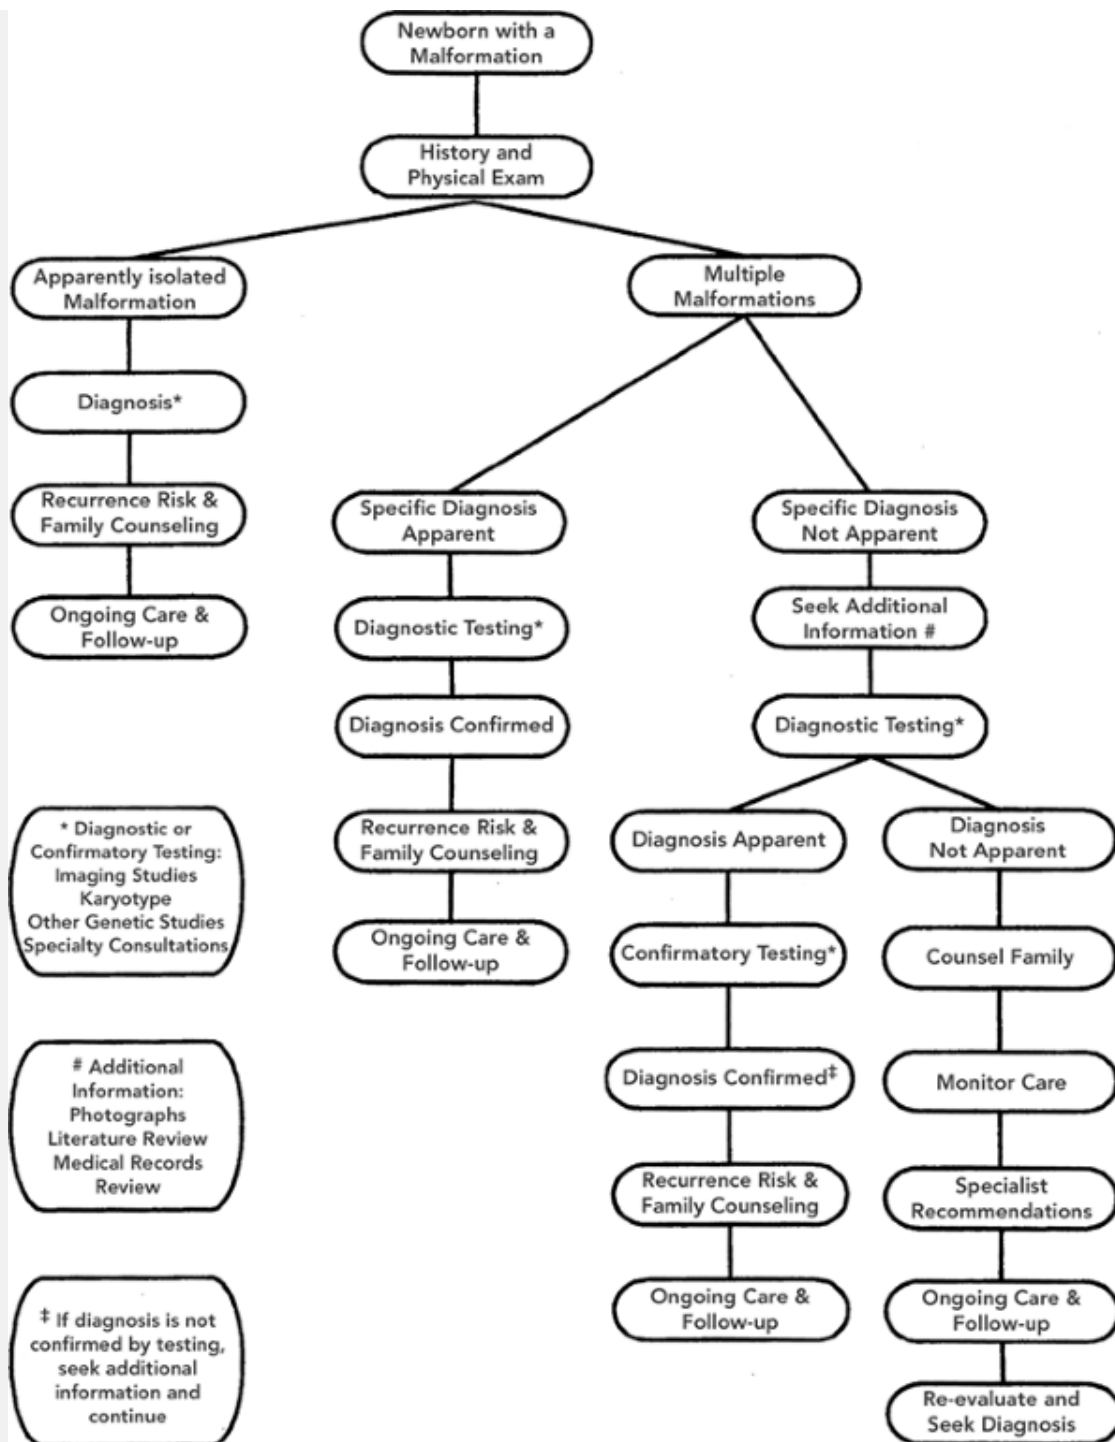 Newborn with a
Malformation
History and
Physical Exam
Apparently isolated
Malformation
Diagnosis*
Recurrence Risk &
Family Counseling
Ongoing Care &
Follow-up
Multiple
Malformations
Specific Diagnosis
Apparent
Diagnostic Testing*
Diagnosis Confirmed
Recurrence Risk &
Family Counseling
Ongoing Care &
Follow-up
Specific Diagnosis
Not Apparent
Seek Additional
Information #
Diagnostic Testing*
Diagnosis Apparent
Confirmatory Testing*
Diagnosis Confirmed‡
Recurrence Risk &
Family Counseling
Ongoing Care &
Follow-up
Diagnosis
Not Apparent
Counsel Family
Monitor Care
Specialist
Recommendations
Ongoing Care &
Follow-up
Re-evaluate and
Seek Diagnosis
* Diagnostic or
Confirmatory Testing:
Imaging Studies
Karyotype
Other Genetic Studies
Specialty Consultations
# Additional
Information:
Photographs
Literature Review
Medical Records
Review
‡ If diagnosis is not
confirmed by testing,
seek additional
information and
continue